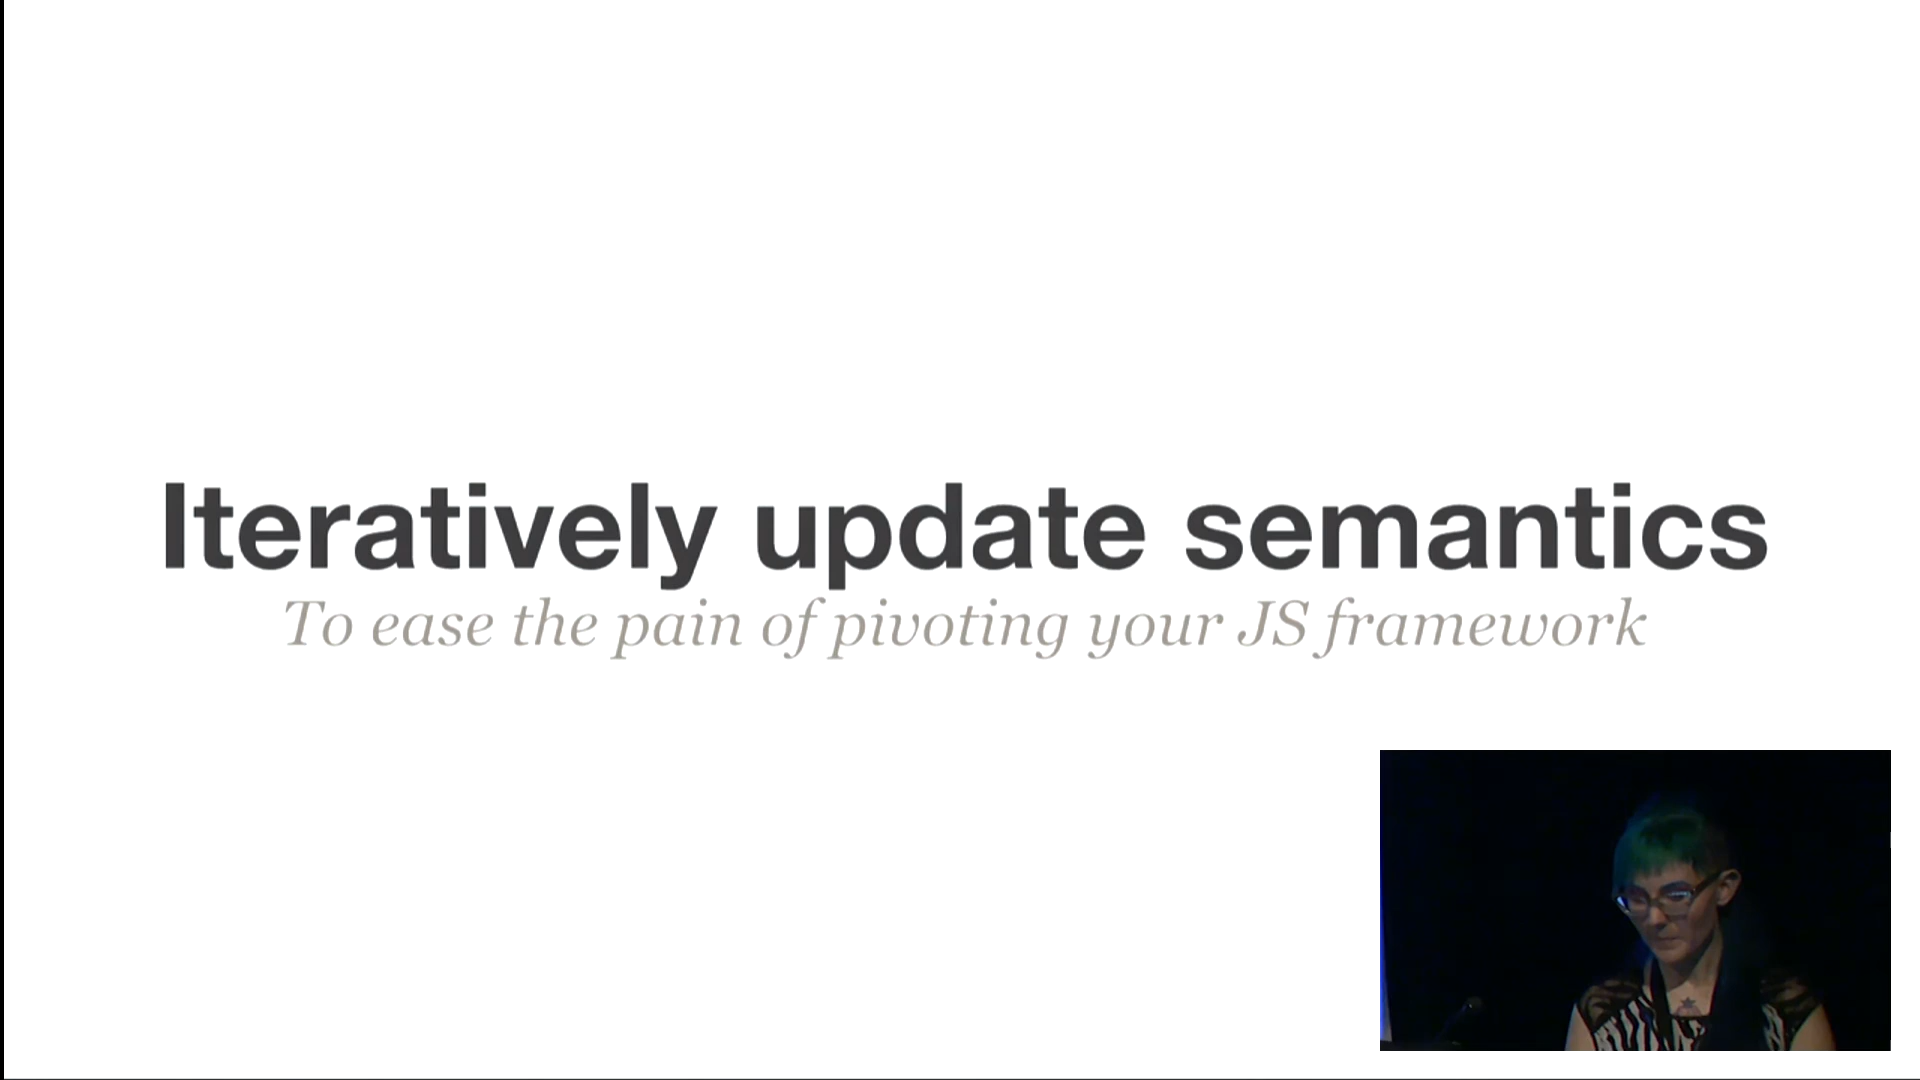 Iteratively update semantics
To ease the pain of pivoting your JS framework